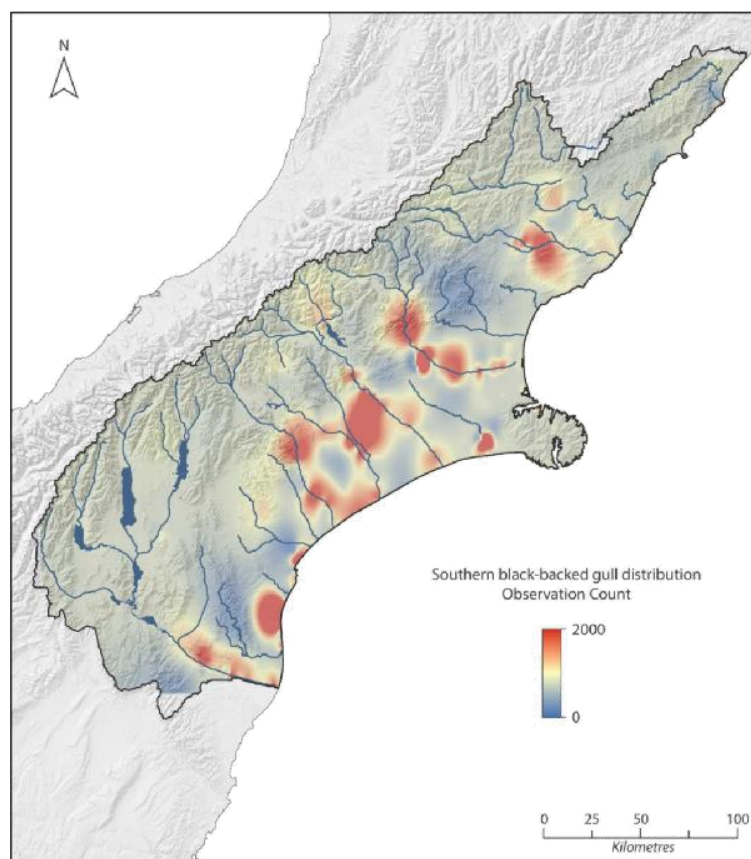 N
Southern black-backed gull distribution
Observation Count
2000
0
0 25 50 100
Kilometres